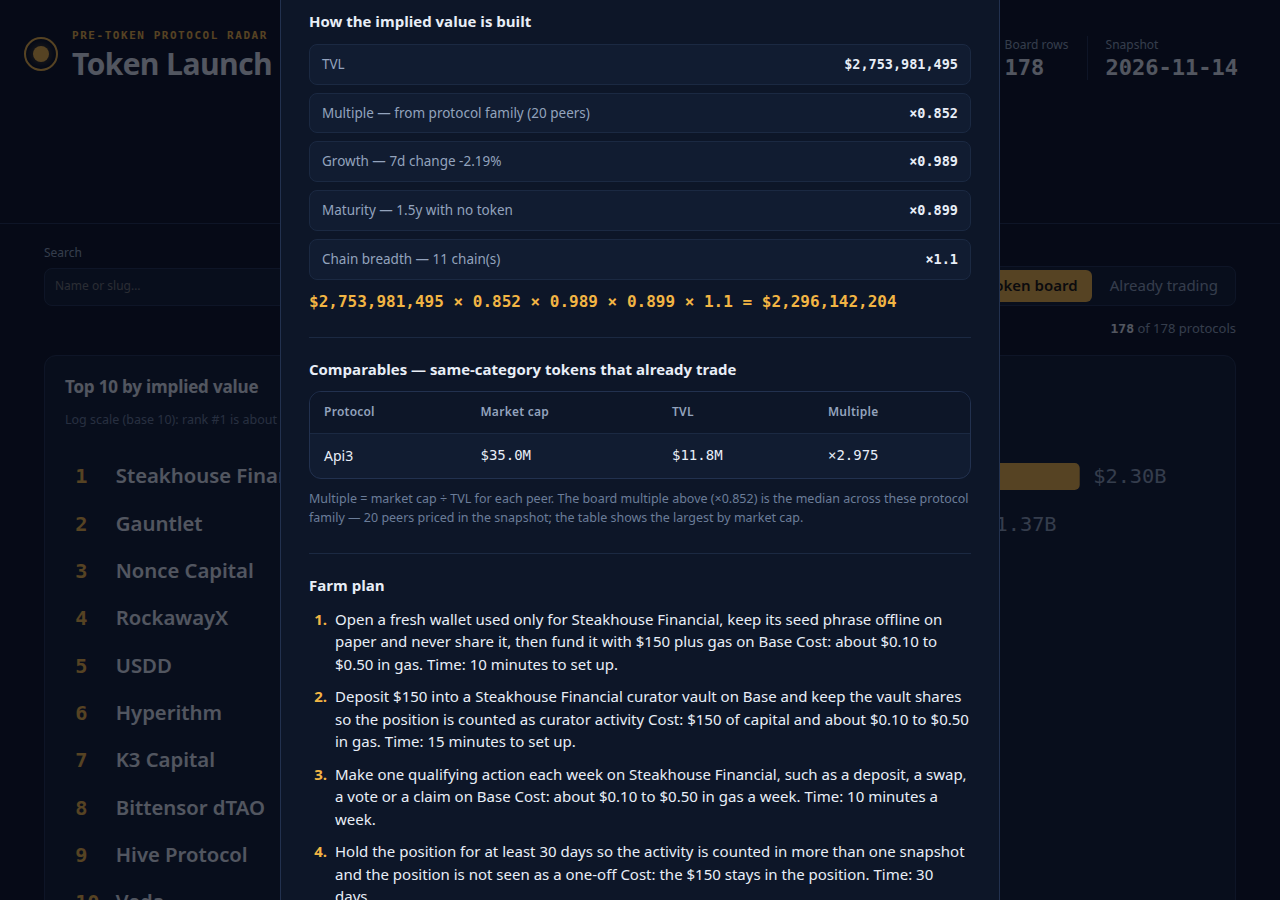 PRE-TOKEN PROTOCOL RADAR
Token Launch
Board rows
178
Snapshot
2026-11-14
Search
Name or slug...
oken board
Already trading
178 of 178 protocols
Top 10 by implied value
Log scale (base 10): rank #1 is about
1 Steakhouse Finan
$2.30B
2 Gauntlet
1.37B
3 Nonce Capital
4 RockawayX
5 USDD
6 Hyperithm
7 K3 Capital
8 Bittensor dTAO
9 Hive Protocol
10 Veda
How the implied value is built
TVL $2,753,981,495
Multiple — from protocol family (20 peers) ×0.852
Growth — 7d change -2.19% ×0.989
Maturity — 1.5y with no token ×0.899
Chain breadth — 11 chain(s) ×1.1
$2,753,981,495 × 0.852 × 0.989 × 0.899 × 1.1 = $2,296,142,204
Comparables — same-category tokens that already trade
Protocol Market cap TVL Multiple
Api3 $35.0M $11.8M ×2.975
Multiple = market cap ÷ TVL for each peer. The board multiple above (×0.852) is the median across these protocol
family — 20 peers priced in the snapshot; the table shows the largest by market cap.
Farm plan
1. Open a fresh wallet used only for Steakhouse Financial, keep its seed phrase offline on
paper and never share it, then fund it with $150 plus gas on Base Cost: about $0.10 to
$0.50 in gas. Time: 10 minutes to set up.
2. Deposit $150 into a Steakhouse Financial curator vault on Base and keep the vault shares
so the position is counted as curator activity Cost: $150 of capital and about $0.10 to $0.50
in gas. Time: 15 minutes to set up.
3. Make one qualifying action each week on Steakhouse Financial, such as a deposit, a swap,
a vote or a claim on Base Cost: about $0.10 to $0.50 in gas a week. Time: 10 minutes a
week.
4. Hold the position for at least 30 days so the activity is counted in more than one snapshot
and the position is not seen as a one-off Cost: the $150 stays in the position. Time: 30
days.